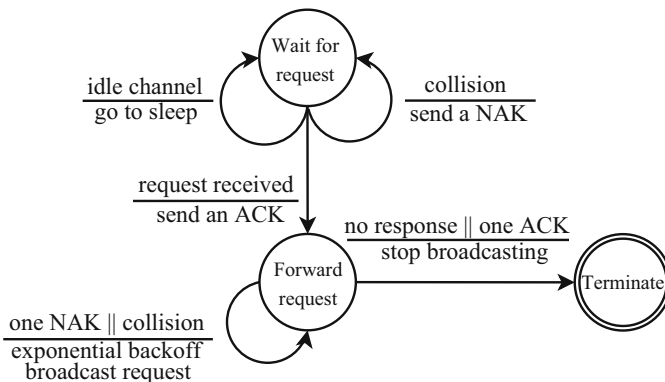 Wait for
request
idle channel
go to sleep
collision
send a NAK
request received
send an ACK
no response || one ACK
stop broadcasting
Forward
request
Terminate
one NAK || collision
exponential backoff
broadcast request